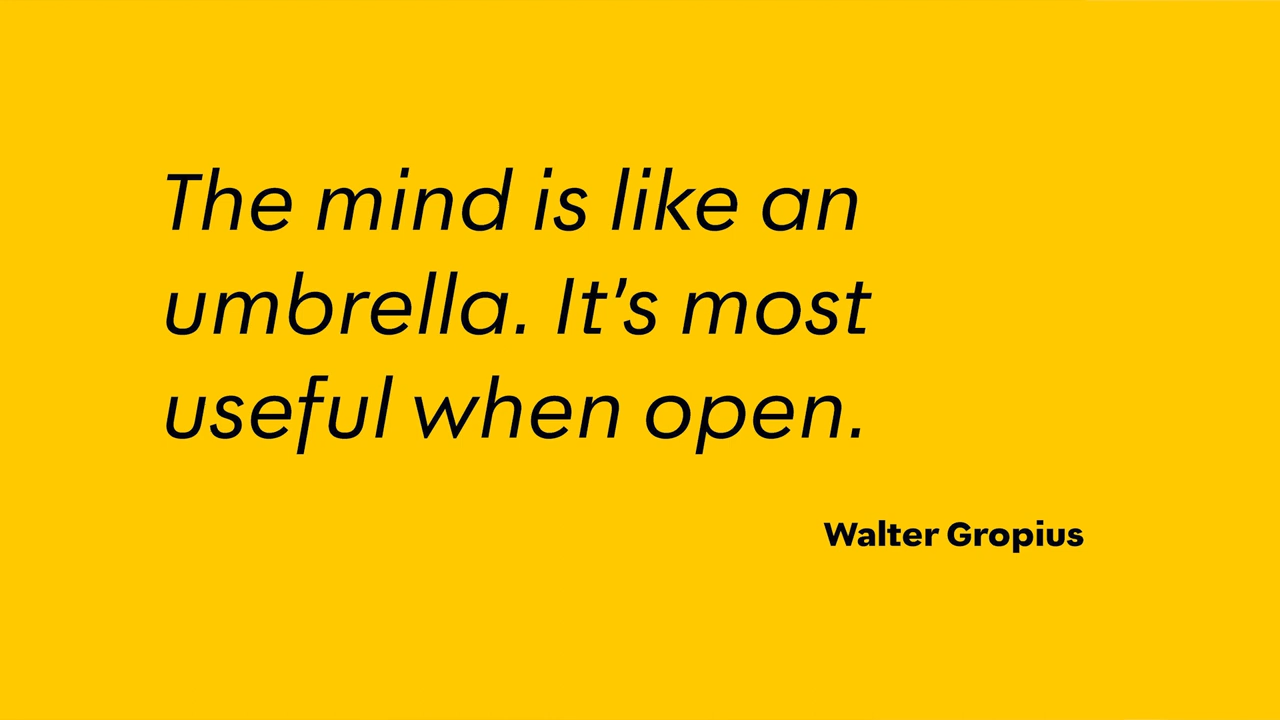 The mind is like an
umbrella. It’s most
useful when open.
Walter Gropius